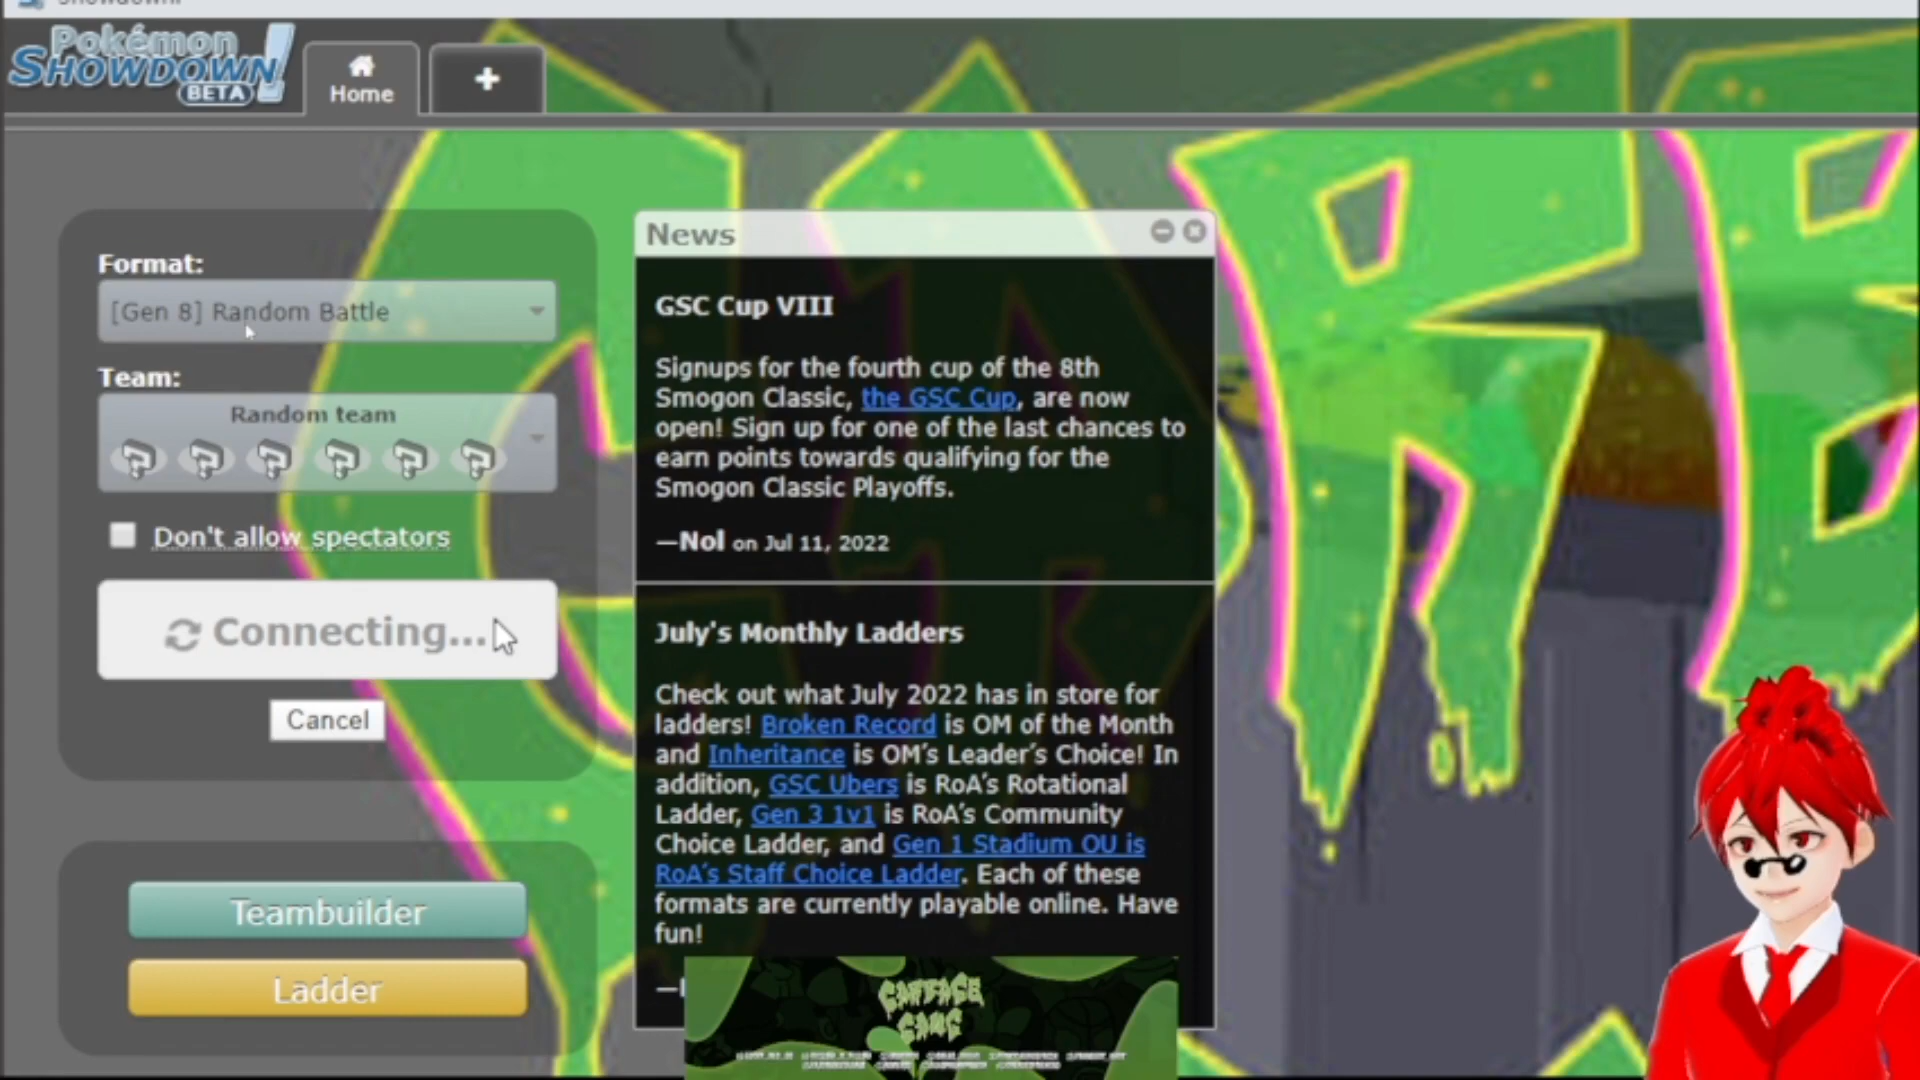 Showdown!
Pokémon
SHOWDOWN!
BETA
Home
Format:
[Gen 8] Random Battle
Team:
Random team
Don't allow spectators
Connecting...
Cancel
Teambuilder
Ladder
News
GSC Cup VIII
Signups for the fourth cup of the 8th
Smogon Classic, the GSC Cup, are now
open! Sign up for one of the last chances to
earn points towards qualifying for the
Smogon Classic Playoffs.
—Nol on Jul 11, 2022
July's Monthly Ladders
Check out what July 2022 has in store for
ladders! Broken Record is OM of the Month
and Inheritance is OM's Leader's Choice! In
addition, GSC Ubers is RoA's Rotational
Ladder, Gen 3 1v1 is RoA's Community
Choice Ladder, and Gen 1 Stadium OU is
RoA's Staff Choice Ladder. Each of these
formats are currently playable online. Have
fun!
GANG